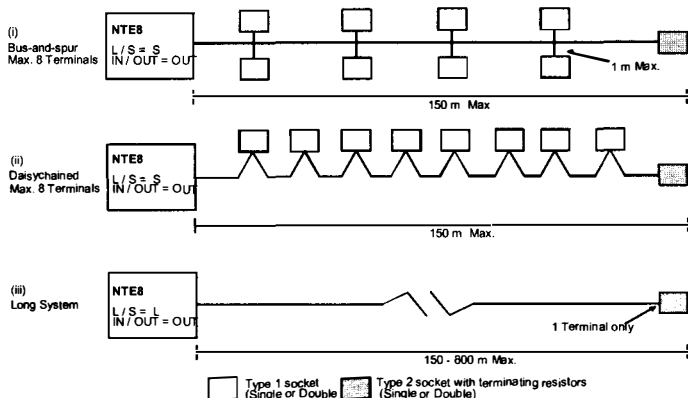 (i)
Bus-and-spur
Max. 8 Terminals
NTE8
L / S = S
IN / OUT = OUT
1 m Max.
150 m Max
(ii)
Daisychained
Max. 8 Terminals
NTE8
L / S = S
IN / OUT = OUT
150 m Max.
(iii)
Long System
NTE8
L / S = L
IN / OUT = OUT
1 Terminal only
150 - 800 m Max.
Type 1 socket
(Single or Double
Type 2 socket with terminating resistors
(Single or Double)